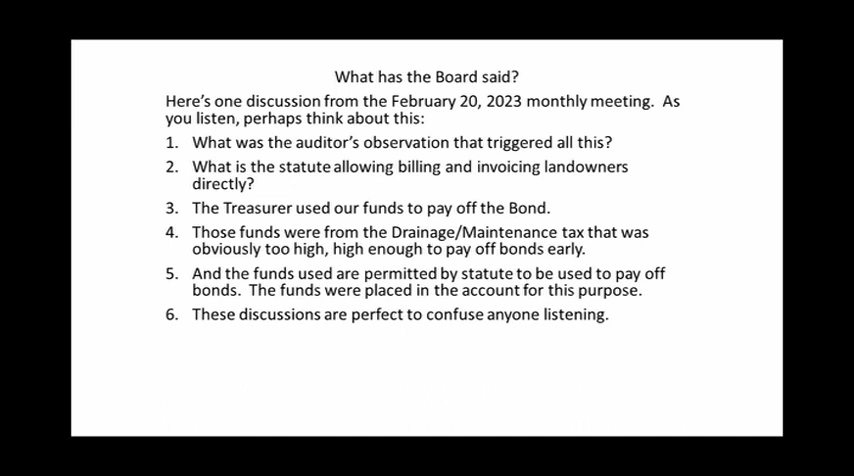 What has the Board said?
Here's one discussion from the February 20, 2023 monthly meeting. As
you listen, perhaps think about this:
1. What was the auditor's observation that triggered all this?
2. What is the statute allowing billing and invoicing landowners
directly?
3. The Treasurer used our funds to pay off the Bond.
4. Those funds were from the Drainage/Maintenance tax that was
obviously too high, high enough to pay off bonds early.
5. And the funds used are permitted by statute to be used to pay off
bonds. The funds were placed in the account for this purpose.
6. These discussions are perfect to confuse anyone listening.